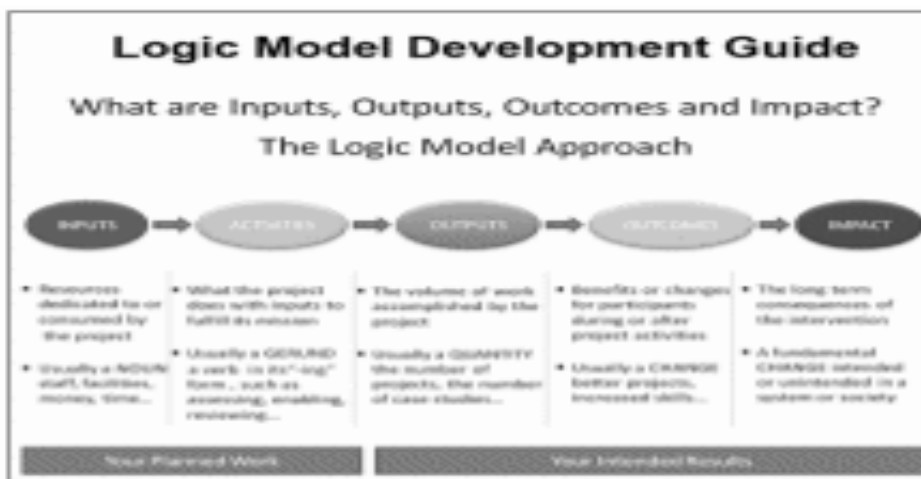 Logic Model Development Guide
What are Inputs, Outputs, Outcomes and Impact?
The Logic Model Approach
INPUTS
ACTIVITIES
OUTPUTS
OUTCOMES
IMPACT
• Resources
dedicated to or
consumed by
the project
• Usually a NOUN
staff, facilities,
money, time...
• What the project
does with inputs to
fulfill its mission
• Usually a GERUND
a verb in its "-ing"
form, such as
assessing, enabling,
reviewing...
• The volume of work
accomplished by the
project
• Usually a QUANTITY
the number of
projects, the number
of case studies...
• Benefits or changes
for participants
during or after
project activities
• Usually a CHANGE
better projects,
increased skills...
• The long term
consequences of
the intervention
• A fundamental
CHANGE intended
or unintended in a
system or society
Your Planned Work
Your Intended Results